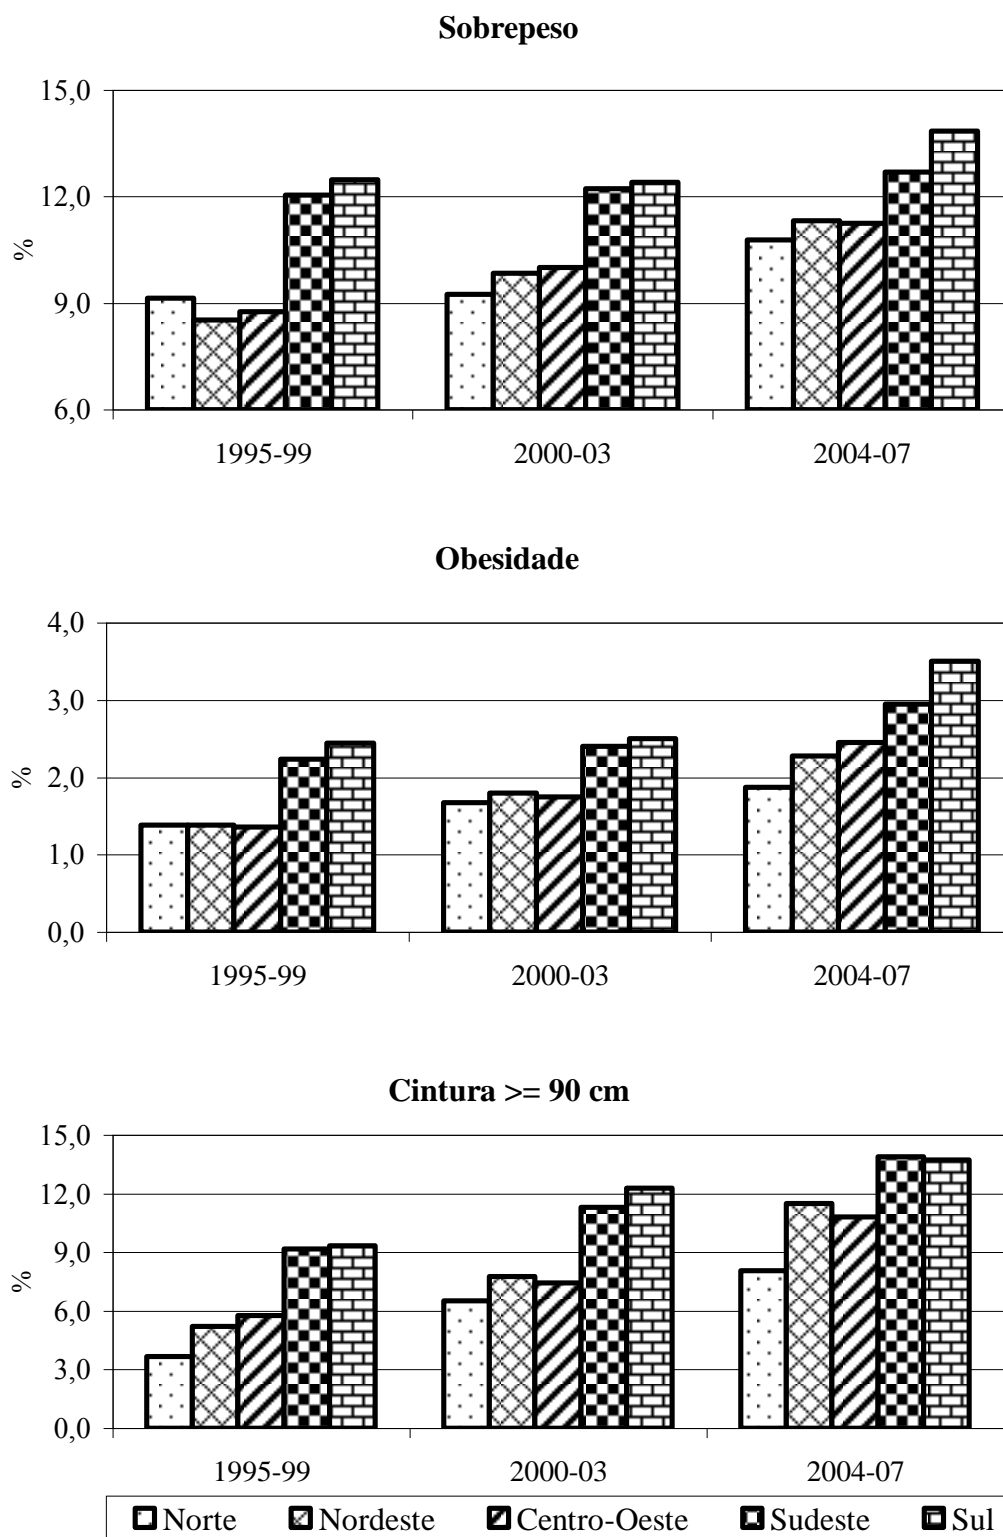 Sobrepeso
15,0
12,0
9,0
6,0
%
1995-99 2000-03 2004-07
Obesidade
4,0
3,0
2,0
1,0
0,0
%
1995-99 2000-03 2004-07
Cintura >= 90 cm
15,0
12,0
9,0
6,0
3,0
0,0
%
1995-99 2000-03 2004-07
Norte Nordeste Centro-Oeste Sudeste Sul